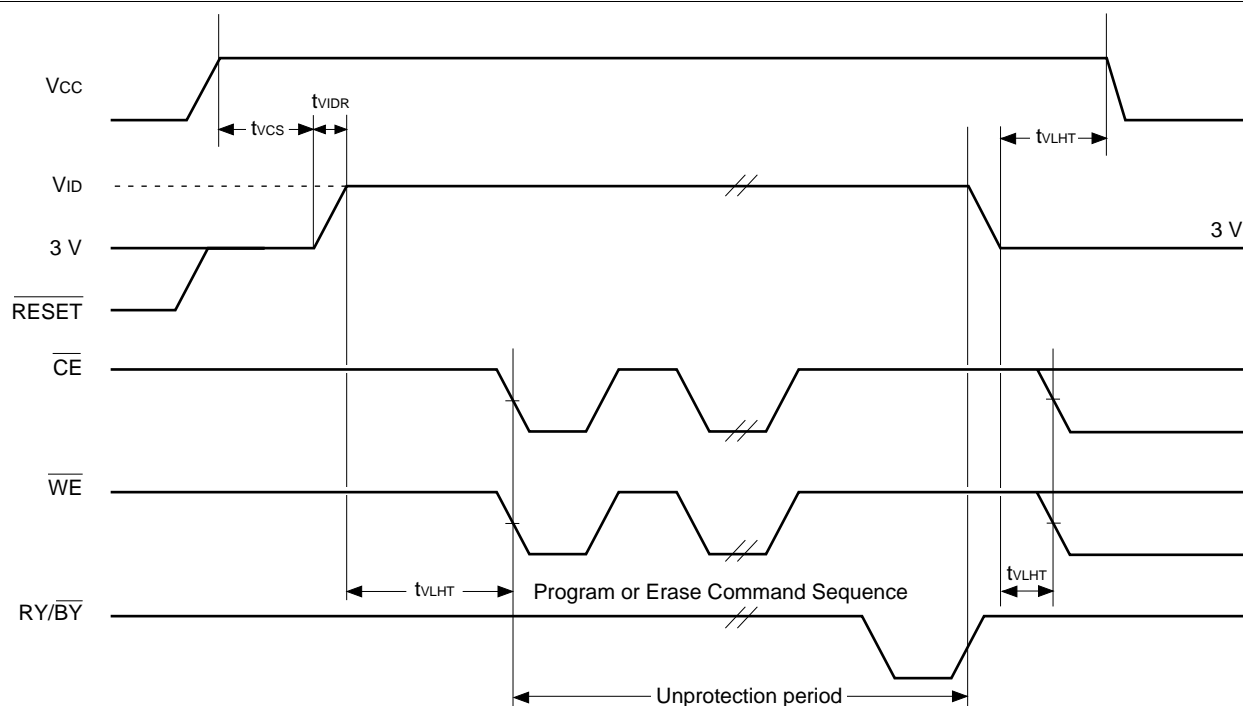 VCC
tVIDR
tVCS
tVLHT
VID
3 V
3 V
RESET
CE
WE
tVLHT
Program or Erase Command Sequence
tVLHT
RY/BY
Unprotection period